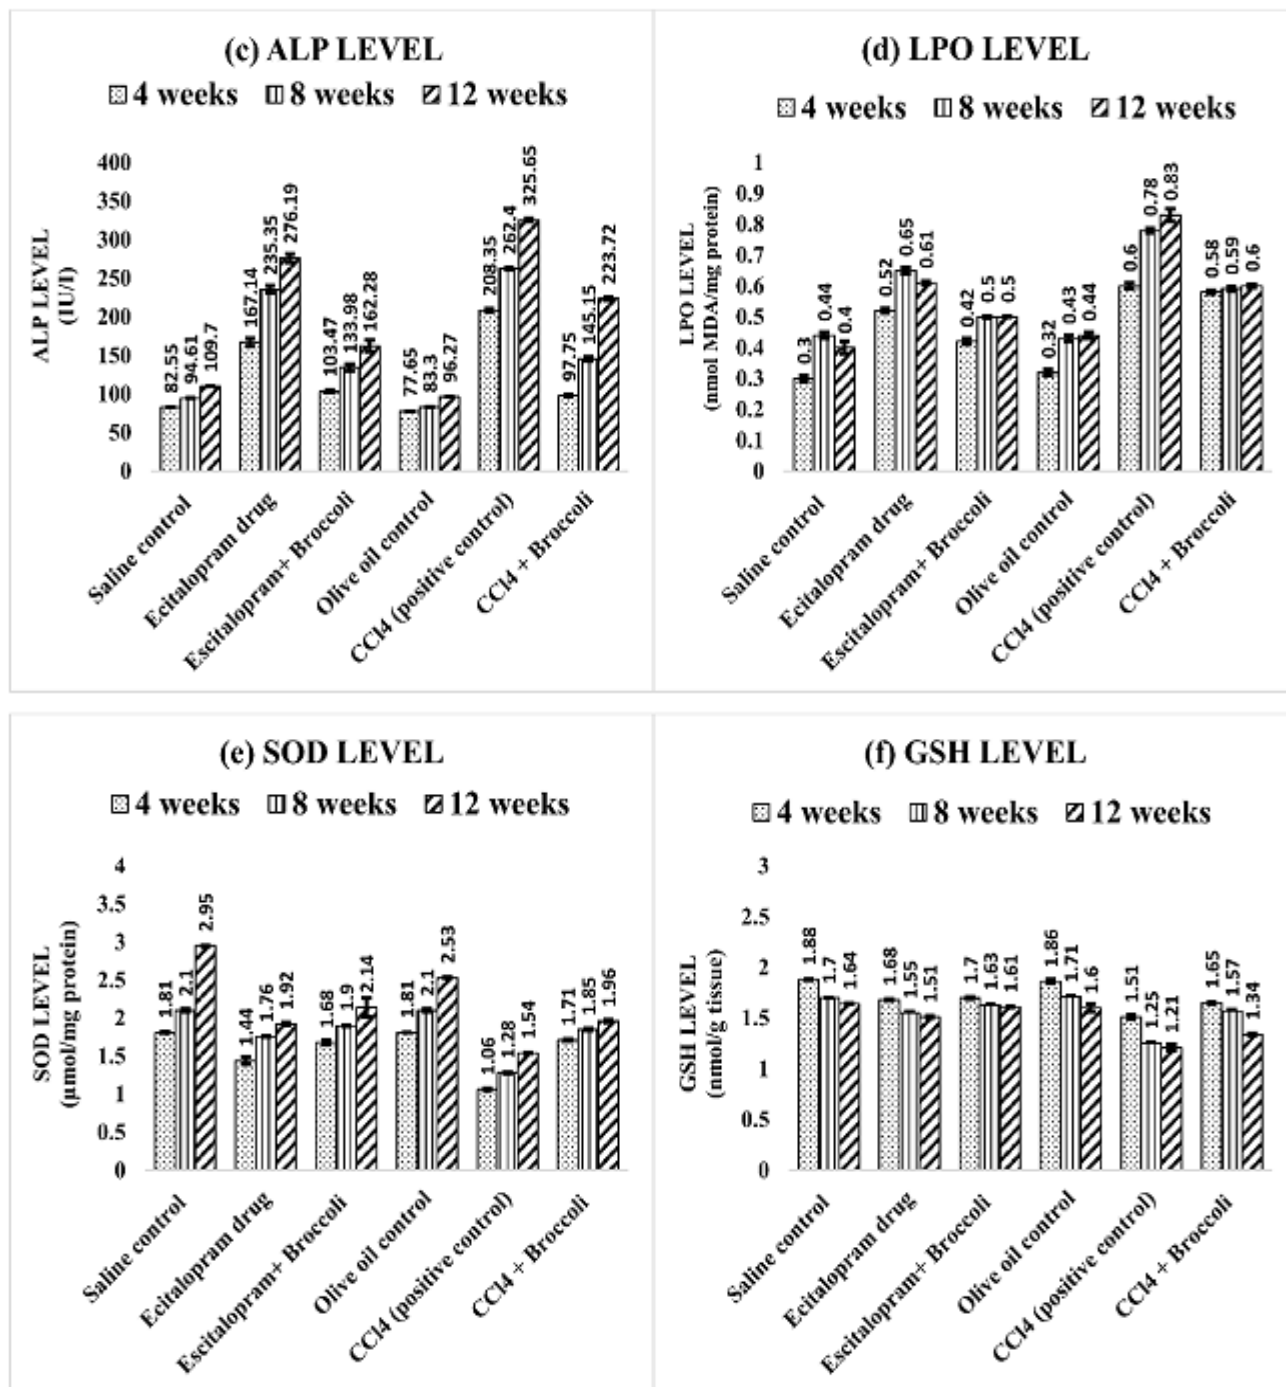 (c) ALP LEVEL
4 weeks 8 weeks 12 weeks
ALP LEVEL
(IU/l)
400
350
300
250
200
150
100
50
0
82.55 94.61 109.7
167.14 235.35 276.19
103.47 133.98 162.28
77.65 83.3 96.27
208.35 262.4 325.65
97.75 145.15 223.72
Saline control
Ecitalopram drug
Escitalopram+ Broccoli
Olive oil control
CCl4 (positive control)
CCl4 + Broccoli
(d) LPO LEVEL
4 weeks 8 weeks 12 weeks
LPO LEVEL
(nmol MDA/mg protein)
1
0.9
0.8
0.7
0.6
0.5
0.4
0.3
0.2
0.1
0
0.3 0.44 0.4
0.52 0.65 0.61
0.42 0.5 0.5
0.32 0.43 0.44
0.6 0.78 0.83
0.58 0.59 0.6
Saline control
Ecitalopram drug
Escitalopram+ Broccoli
Olive oil control
CCl4 (positive control)
CCl4 + Broccoli
(e) SOD LEVEL
4 weeks 8 weeks 12 weeks
SOD LEVEL
(µmol/mg protein)
4
3.5
3
2.5
2
1.5
1
0.5
0
1.81 2.1 2.95
1.44 1.76 1.92
1.68 1.9 2.14
1.81 2.1 2.53
1.06 1.28 1.54
1.71 1.85 1.96
Saline control
Ecitalopram drug
Escitalopram+ Broccoli
Olive oil control
CCl4 (positive control)
CCl4 + Broccoli
(f) GSH LEVEL
4 weeks 8 weeks 12 weeks
GSH LEVEL
(nmol/g tissue)
3
2.5
2
1.5
1
0.5
0
1.88 1.7 1.64
1.68 1.55 1.51
1.7 1.63 1.61
1.86 1.71 1.6
1.51 1.25 1.21
1.65 1.57 1.34
Saline control
Ecitalopram drug
Escitalopram+ Broccoli
Olive oil control
CCl4 (positive control)
CCl4 + Broccoli